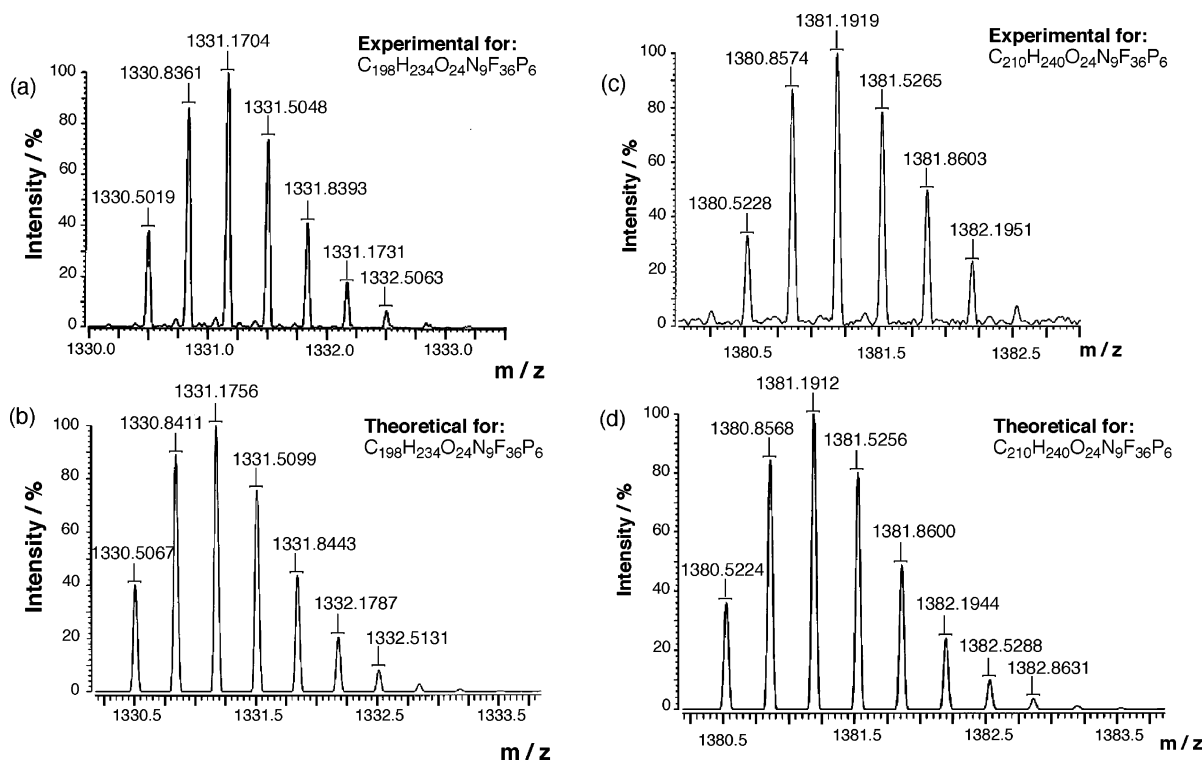 (a)
Experimental for:
C198H234O24N9F36P6
1331.1704
1330.8361
1331.5048
1330.5019
1331.8393
1331.1731
1332.5063
Intensity / %
100
80
60
40
20
0
1330.0 1331.0 1332.0 1333.0
m / z
(b)
Theoretical for:
C198H234O24N9F36P6
1331.1756
1330.8411
1331.5099
1330.5067
1331.8443
1332.1787
1332.5131
Intensity / %
100
80
60
40
20
0
1330.5 1331.5 1332.5 1333.5
m / z
(c)
Experimental for:
C210H240O24N9F36P6
1381.1919
1380.8574
1381.5265
1381.8603
1380.5228
1382.1951
Intensity / %
100
80
60
40
20
0
1380.5 1381.5 1382.5
m / z
(d)
Theoretical for:
C210H240O24N9F36P6
1381.1912
1380.8568
1381.5256
1381.8600
1380.5224
1382.1944
1382.5288
1382.8631
Intensity / %
100
80
60
40
20
0
1380.5 1381.5 1382.5 1383.5
m / z